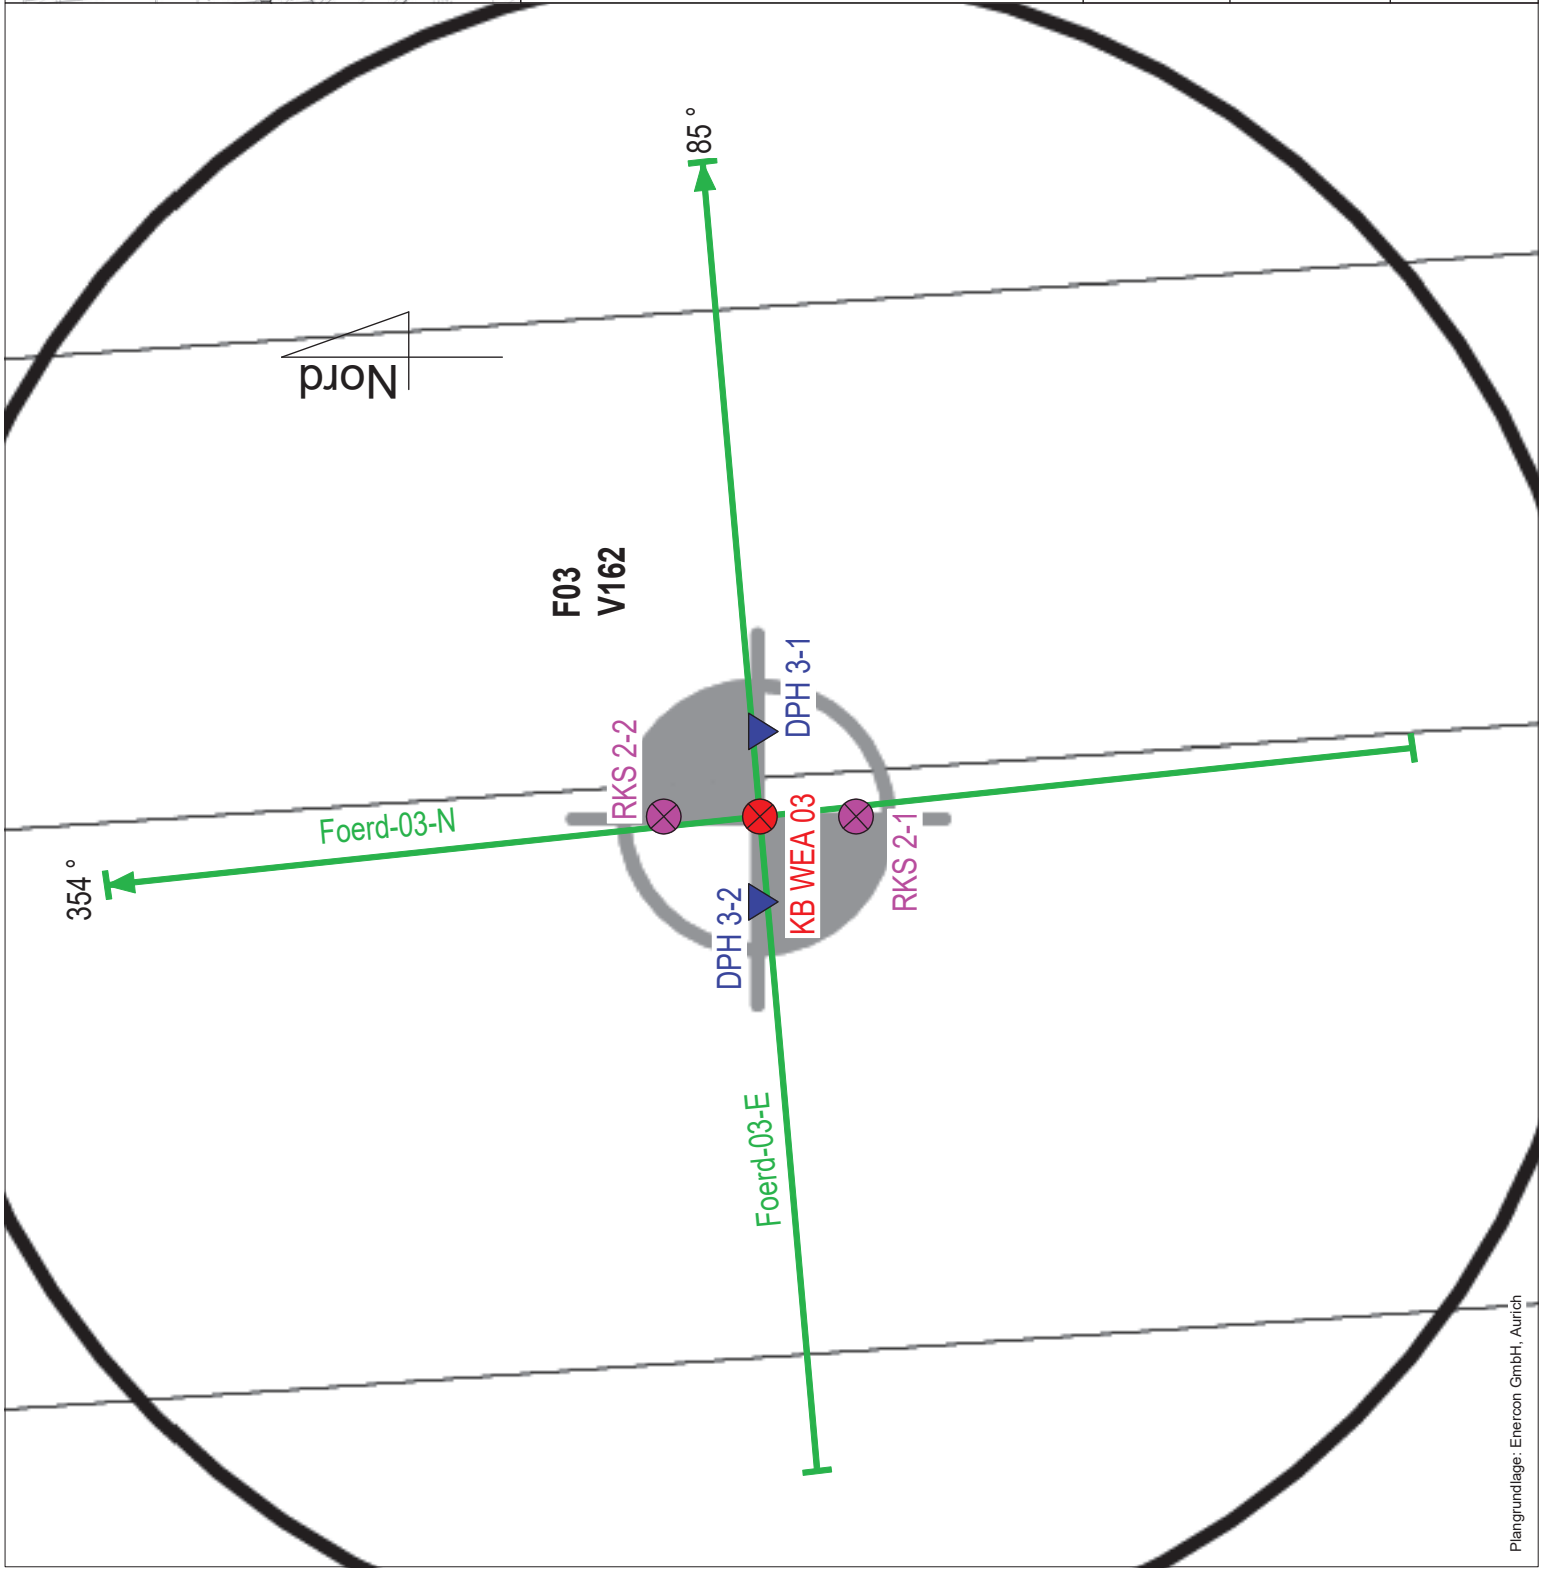 354 °
Foerd-03-N
Nord
85 °
F03
V162
RKS 2-2
DPH 3-1
DPH 3-2
KB WEA 03
RKS 2-1
Foerd-03-E
Plangrundlage: Enercon GmbH, Aurich